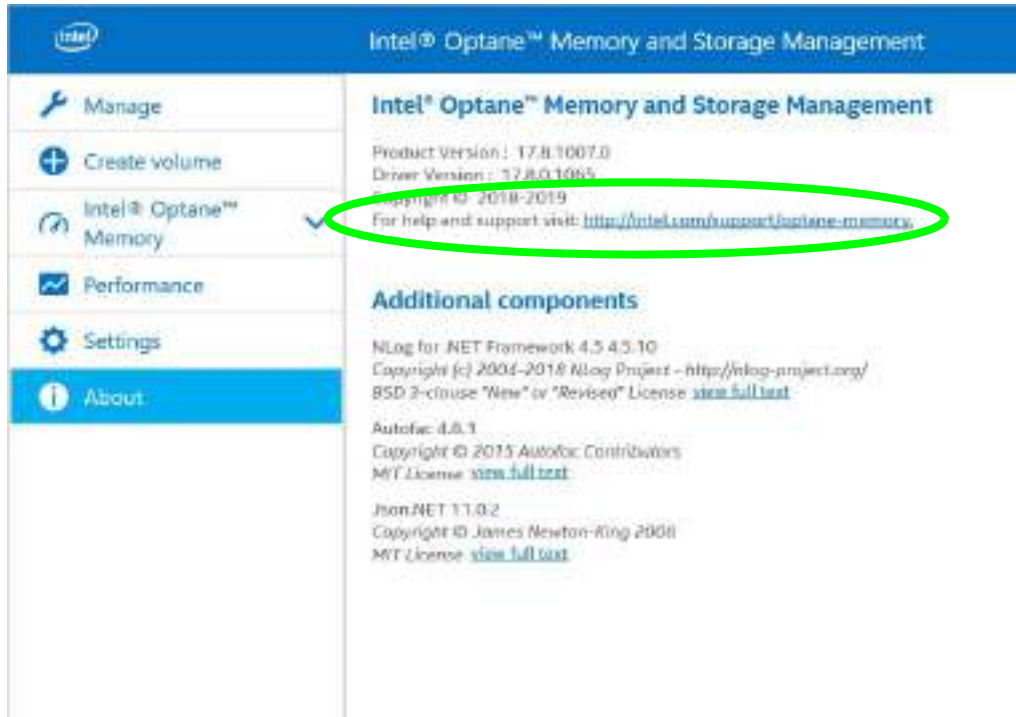 intel
Intel® Optane™ Memory and Storage Management
Manage
Create volume
Intel® Optane™
Memory
Performance
Settings
About
Intel® Optane™ Memory and Storage Management
Product Version : 17.8.1007.0
Driver Version : 17.8.0.1065
Copyright © 2018-2019
For help and support visit: http://intel.com/support/optane-memory.
Additional components
NLog for .NET Framework 4.5 4.5.10
Copyright (c) 2004-2018 NLog Project - http://nlog-project.org/
BSD 3-clause "New" or "Revised" License view full text
Autofac
Copyright © 2015 Autofac Contributors
MIT License view full text
Json.NET 11.0.2
Copyright © James Newton-King 2008
MIT License view full text